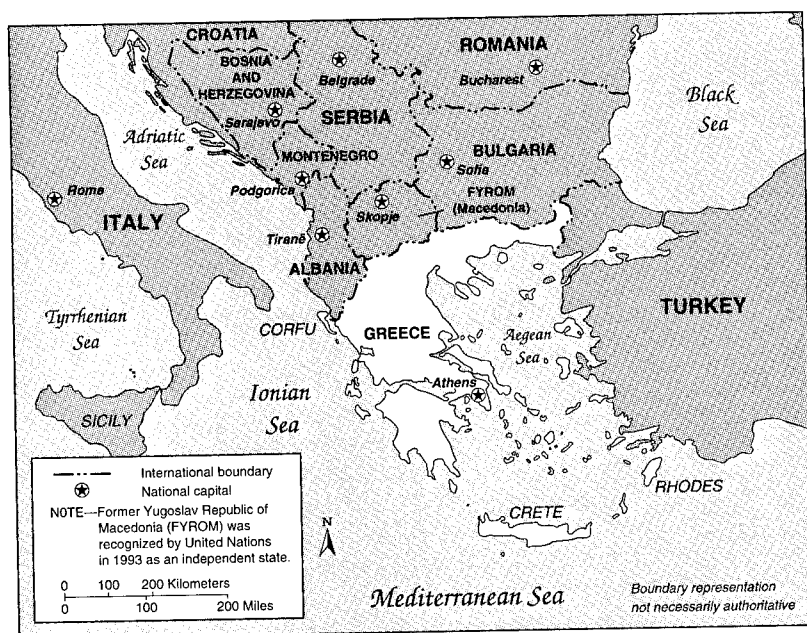 CROATIA
ROMANIA
BOSNIA
AND
HERZEGOVINA
Belgrade
Bucharest
Black
Sea
Sarajevo
SERBIA
Adriatic
Sea
MONTENEGRO
BULGARIA
Sofia
Podgorica
Rome
FYROM
(Macedonia)
Skopje
ITALY
Tiranë
ALBANIA
TURKEY
Tyrrhenian
Sea
CORFU
GREECE
Aegean
Sea
Ionian
Sea
Athens
SICILY
RHODES
CRETE
International boundary
National capital
NOTE—Former Yugoslav Republic of
Macedonia (FYROM) was
recognized by United Nations
in 1993 as an independent state.
N
0 100 200 Kilometers
0 100 200 Miles
Mediterranean Sea
Boundary representation
not necessarily authoritative